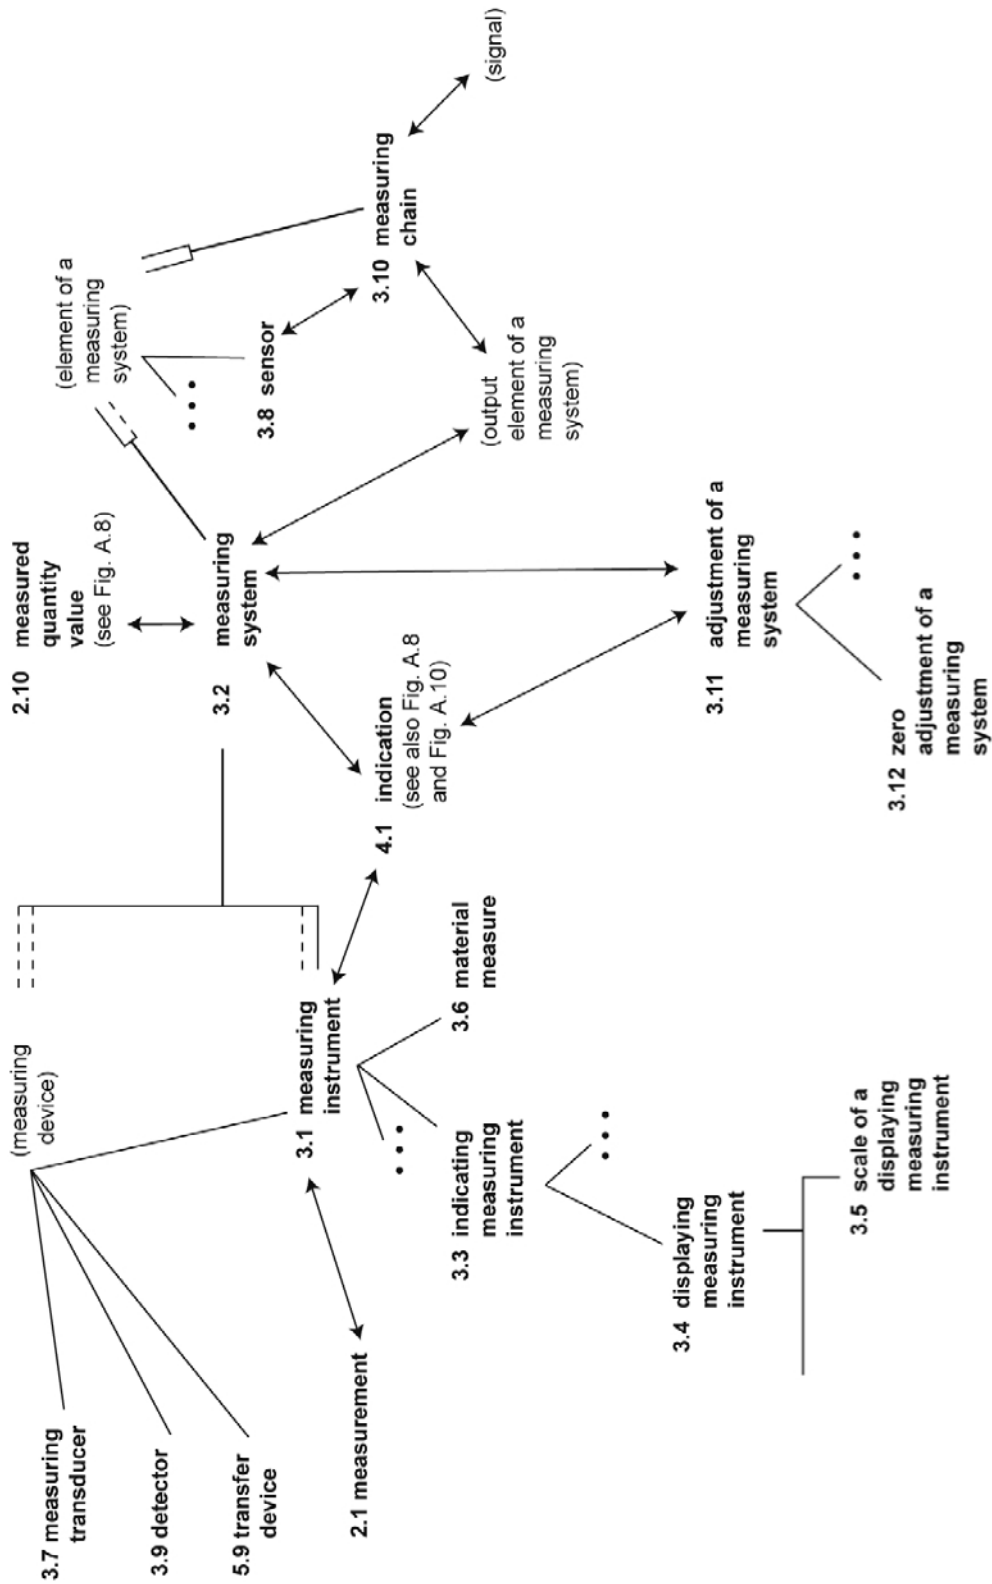 (measuring
device)
3.7 measuring
transducer
3.9 detector
5.9 transfer
device
2.1 measurement
3.1 measuring
instrument
3.3 indicating
measuring
instrument
•••
3.6 material
measure
3.4 displaying
measuring
instrument
•••
3.5 scale of a
displaying
measuring
instrument
2.10 measured
quantity
value
(see Fig. A.8)
3.2 measuring
system
4.1 indication
(see also Fig. A.8
and Fig. A.10)
3.11 adjustment of a
measuring
system
3.12 zero
adjustment of a
measuring
system
•••
(element of a
measuring
system)
•••
3.8 sensor
3.10 measuring
chain
(output
element of a
measuring
system)
(signal)